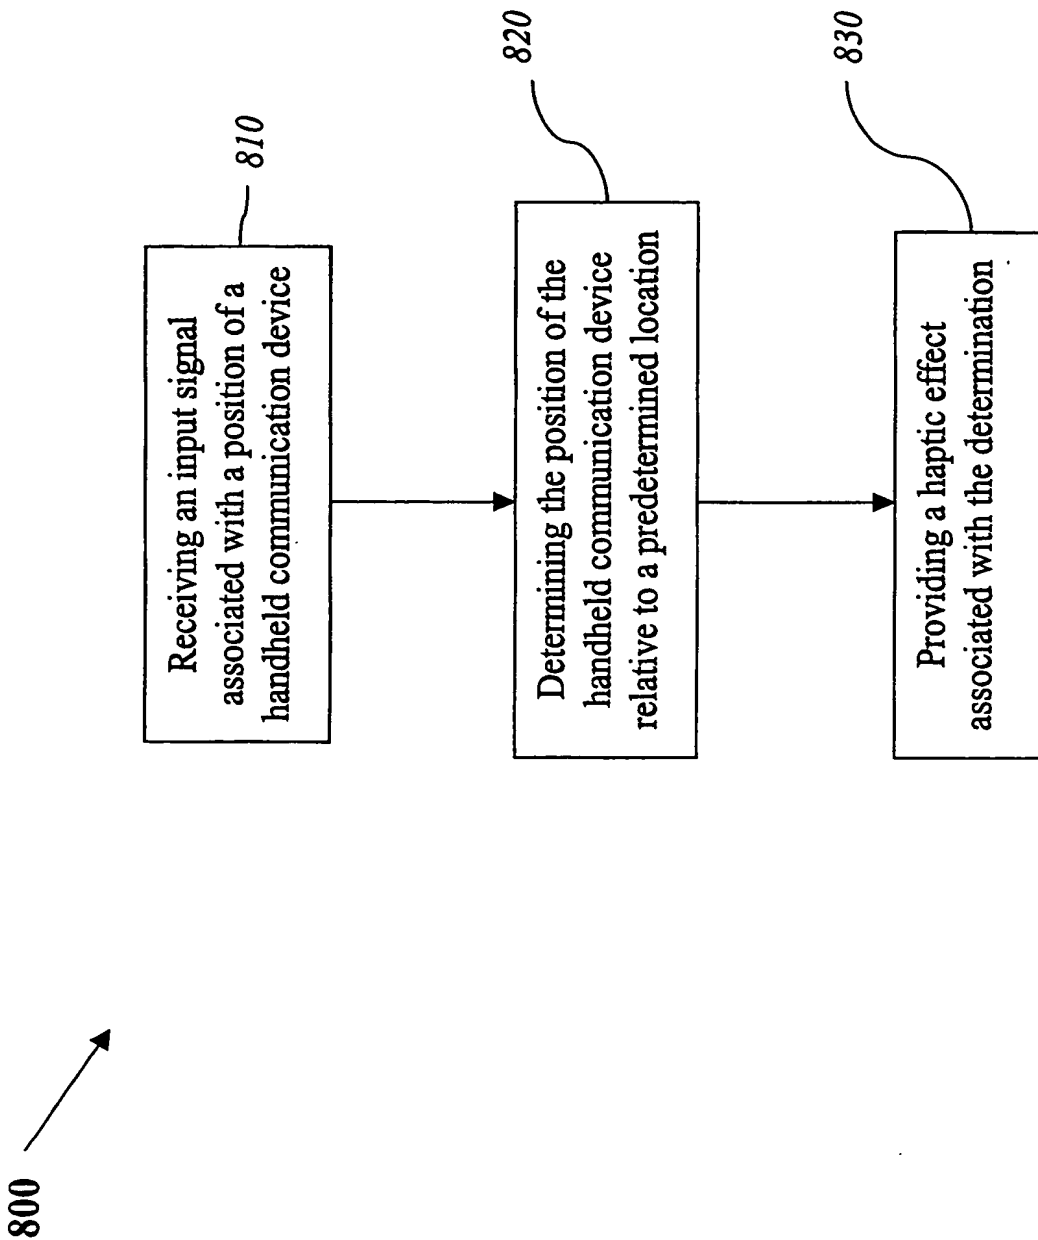 800
Receiving an input signal
associated with a position of a
handheld communication device
810
Determining the position of the
handheld communication device
relative to a predetermined location
820
Providing a haptic effect
associated with the determination
830